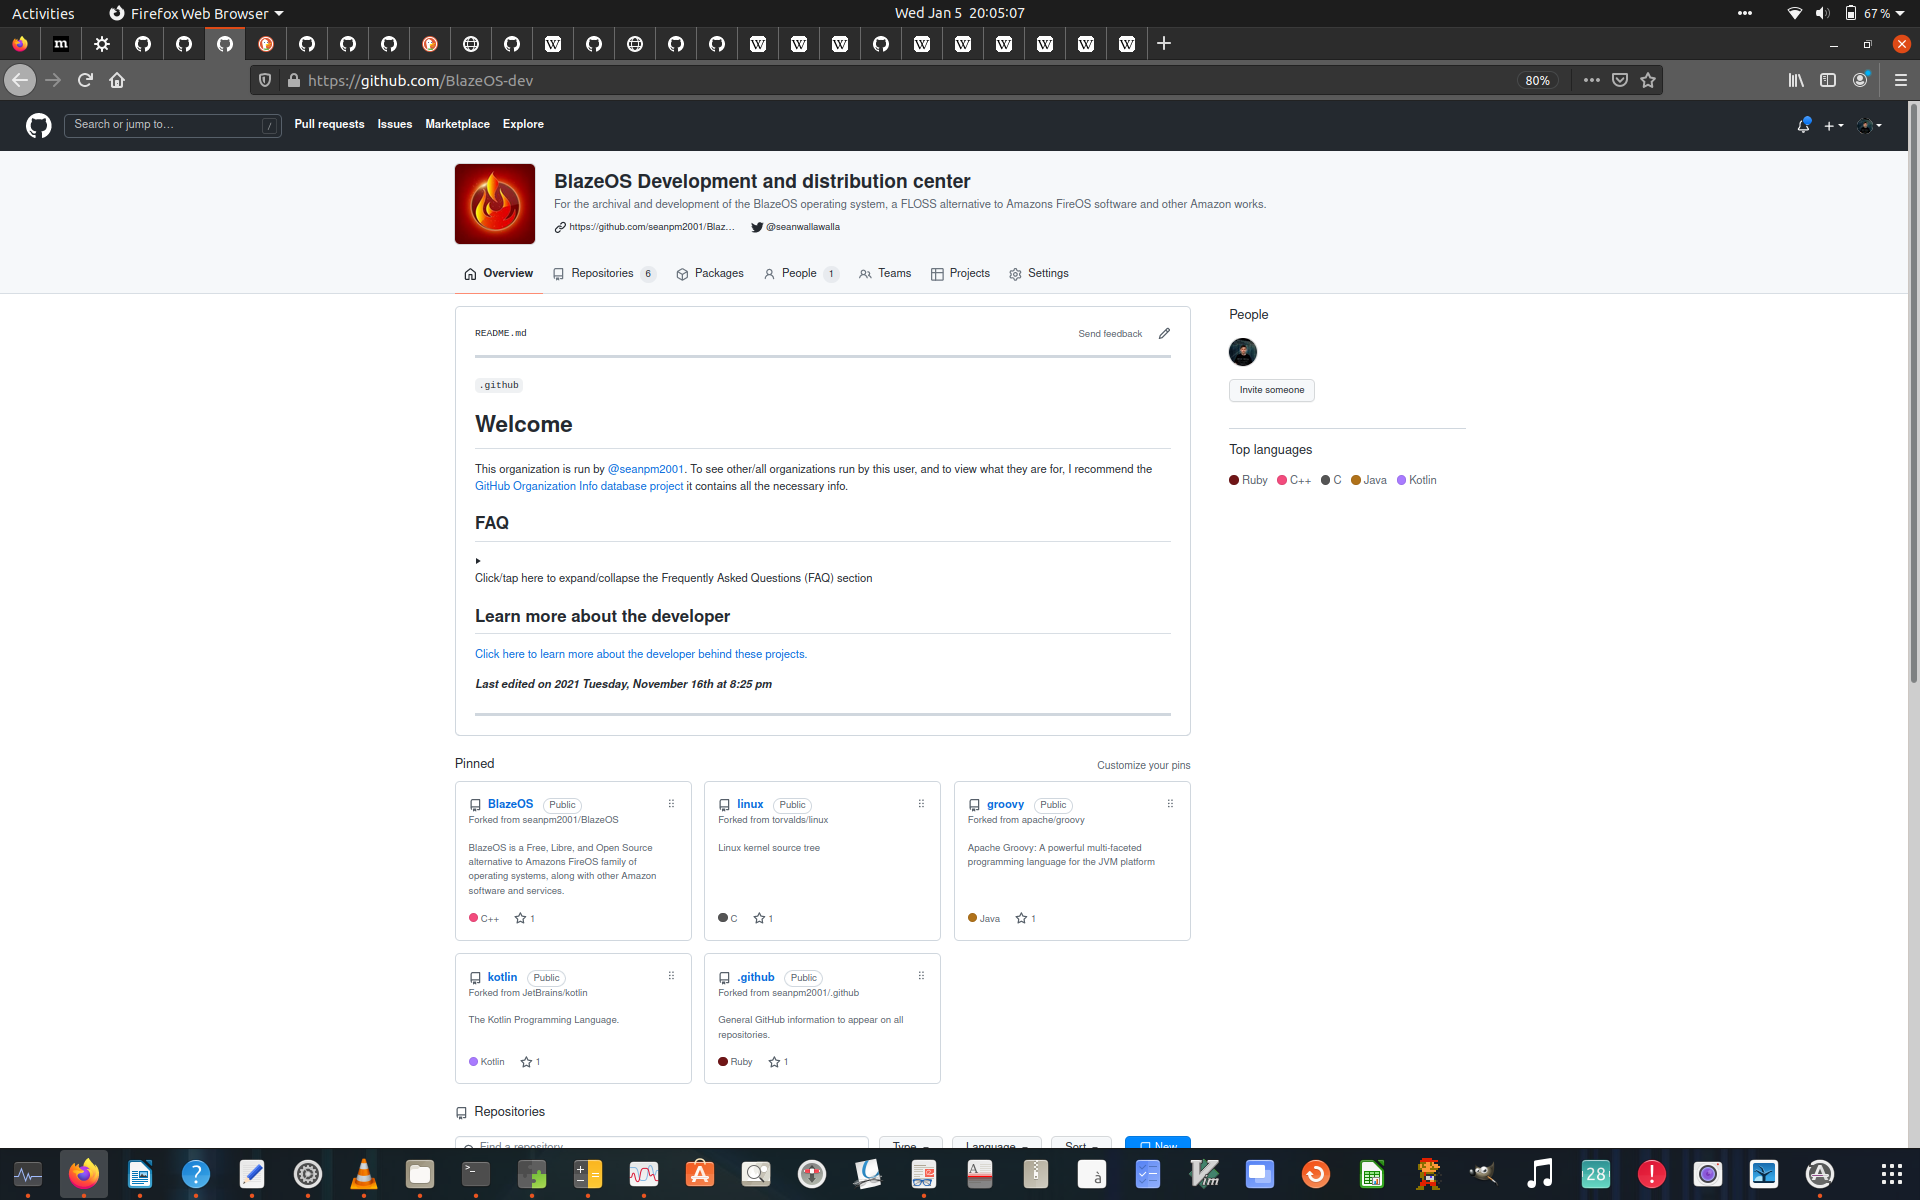 Activities
Firefox Web Browser
Wed Jan 5 20:05:07
67 %
https://github.com/BlazeOS-dev
80%
Search or jump to…
/
Pull requests
Issues
Marketplace
Explore
BlazeOS Development and distribution center
For the archival and development of the BlazeOS operating system, a FLOSS alternative to Amazons FireOS software and other Amazon works.
https://github.com/seanpm2001/Blaz...
@seanwallawalla
Overview
Repositories 6
Packages
People 1
Teams
Projects
Settings
README.md
Send feedback
.github
Welcome
This organization is run by @seanpm2001. To see other/all organizations run by this user, and to view what they are for, I recommend the
GitHub Organization Info database project it contains all the necessary info.
FAQ
Click/tap here to expand/collapse the Frequently Asked Questions (FAQ) section
Learn more about the developer
Click here to learn more about the developer behind these projects.
Last edited on 2021 Tuesday, November 16th at 8:25 pm
People
Invite someone
Top languages
Ruby C++ C Java Kotlin
Pinned
Customize your pins
BlazeOS Public
Forked from seanpm2001/BlazeOS
BlazeOS is a Free, Libre, and Open Source
alternative to Amazons FireOS family of
operating systems, along with other Amazon
software and services.
C++ 1
linux Public
Forked from torvalds/linux
Linux kernel source tree
C 1
groovy Public
Forked from apache/groovy
Apache Groovy: A powerful multi-faceted
programming language for the JVM platform
Java 1
kotlin Public
Forked from JetBrains/kotlin
The Kotlin Programming Language.
Kotlin 1
.github Public
Forked from seanpm2001/.github
General GitHub information to appear on all
repositories.
Ruby 1
Repositories
Find a repository
Type
Language
Sort
New
28